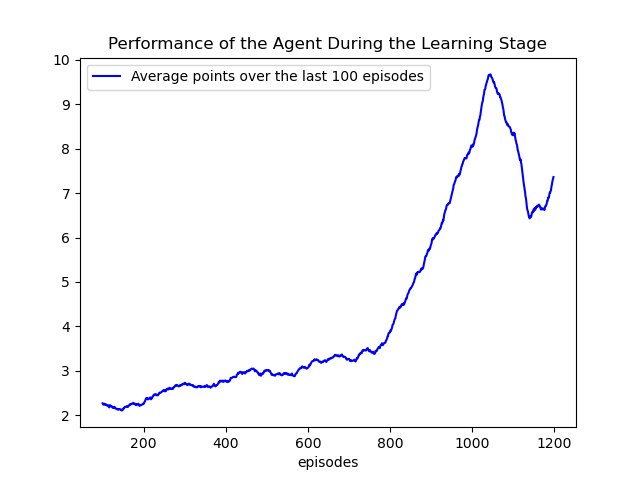 Performance of the Agent During the Learning Stage
Average points over the last 100 episodes
10
9
8
7
6
5
4
3
2
200 400 600 800 1000 1200
episodes